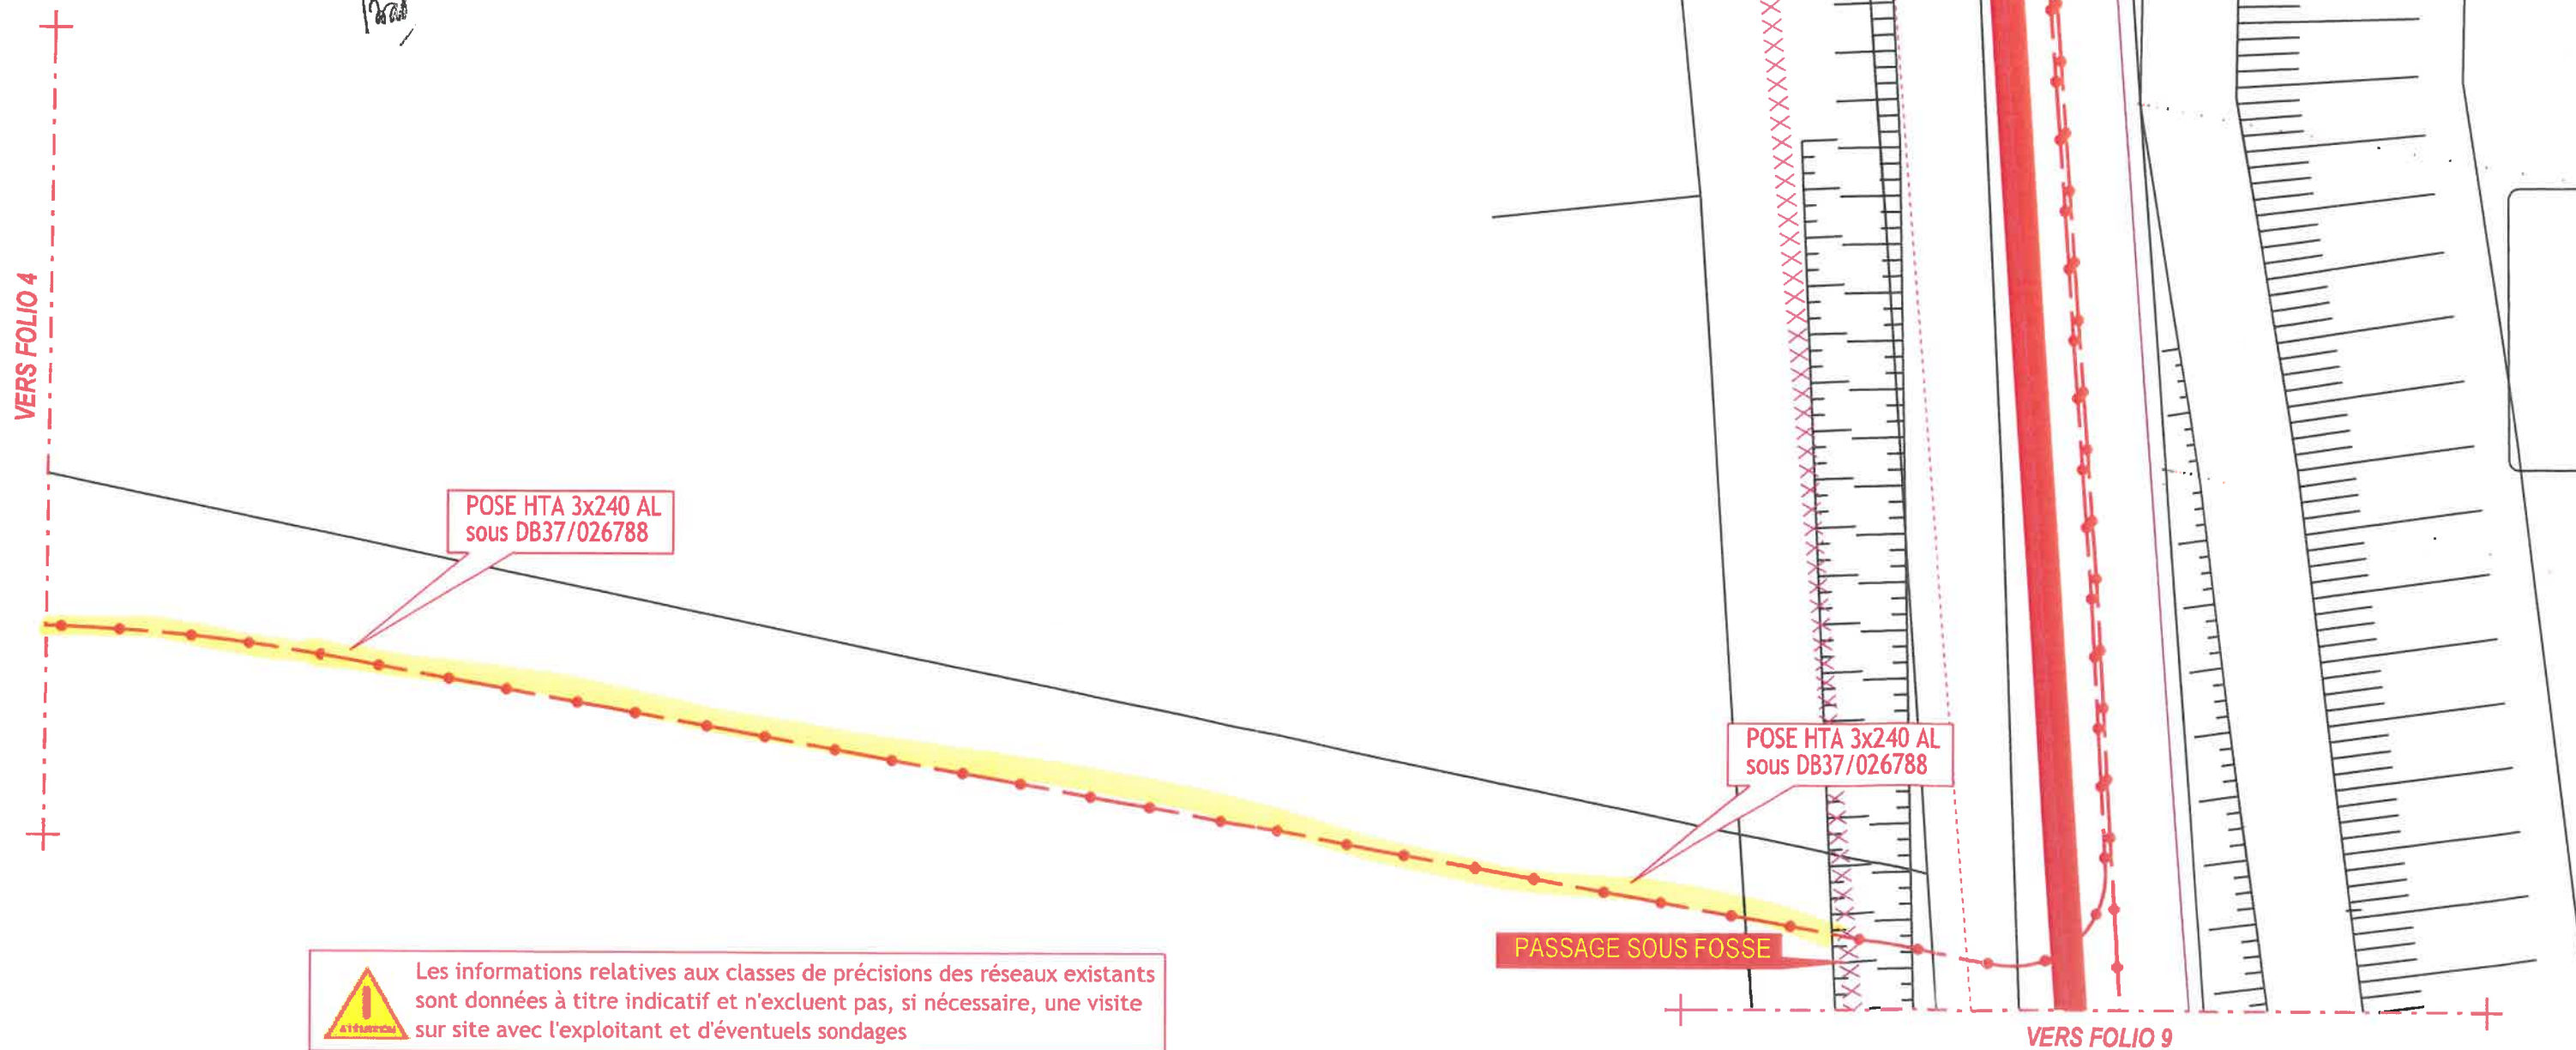 VERS FOLIO 4
POSE HTA 3x240 AL
sous DB37/026788
POSE HTA 3x240 AL
sous DB37/026788
PASSAGE SOUS FOSSE
Les informations relatives aux classes de précisions des réseaux existants
sont données à titre indicatif et n'excluent pas, si nécessaire, une visite
sur site avec l'exploitant et d'éventuels sondages
VERS FOLIO 9